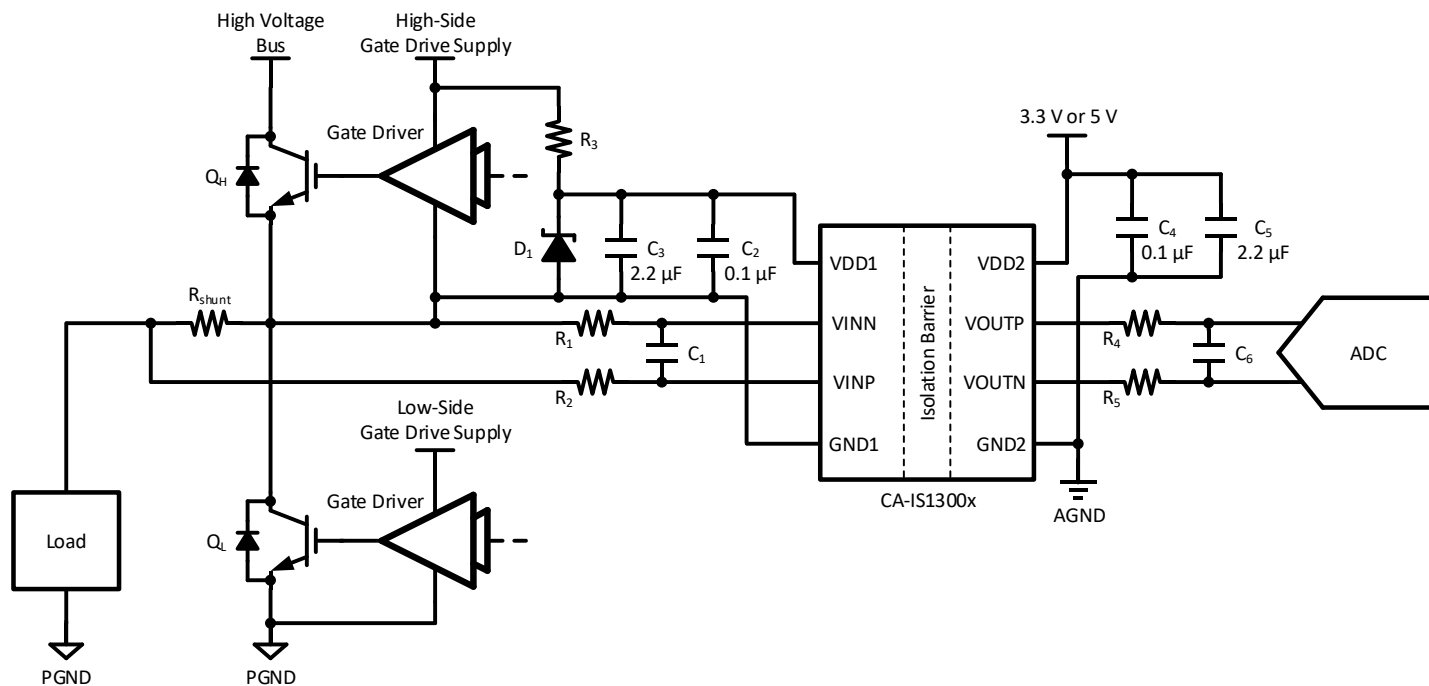 High Voltage
Bus
High-Side
Gate Drive Supply
3.3 V or 5 V
Gate Driver
R3
QH
D1
C3
2.2 µF
C2
0.1 µF
C4
0.1 µF
C5
2.2 µF
VDD1
VDD2
Rshunt
R1
C1
VINN
VOUTP
R4
C6
ADC
Isolation Barrier
R2
VINP
VOUTN
R5
Low-Side
Gate Drive Supply
GND1
GND2
Gate Driver
CA-IS1300x
AGND
Load
QL
PGND
PGND